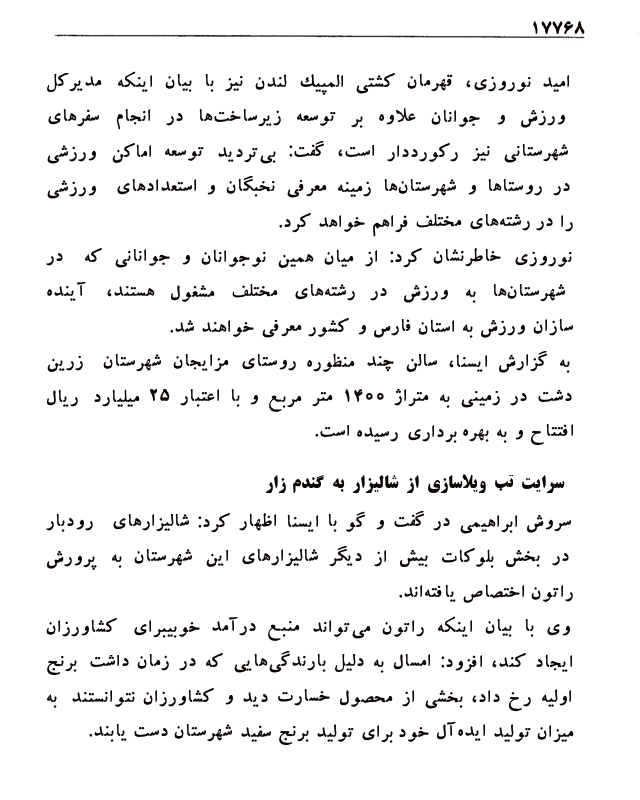 ۱۷۷۶۸
امید نوروزی، قهرمان کشتی المپیك لندن نیز با بیان اینکه مدیرکل
ورزش و جوانان علاوه بر توسعه زیرساخت‌ها در انجام سفرهای
شهرستانی نیز رکورددار است، گفت: بی‌تردید توسعه اماکن ورزشی
در روستاها و شهرستان‌ها زمینه معرفی نخبگان و استعدادهای ورزشی
را در رشته‌های مختلف فراهم خواهد کرد.
نوروزی خاطرنشان کرد: از میان همین نوجوانان و جوانانی که در
شهرستان‌ها به ورزش در رشته‌های مختلف مشغول هستند، آینده
سازان ورزش به استان فارس و کشور معرفی خواهند شد.
به گزارش ایسنا، سالن چند منظوره روستای مزایجان شهرستان زرین
دشت در زمینی به متراژ ۱۴۰۰ متر مربع و با اعتبار ۲۵ میلیارد ریال
افتتاح و به بهره برداری رسیده است.
سرایت تب ویلاسازی از شالیزار به گندم زار
سروش ابراهیمی در گفت و گو با ایسنا اظهار کرد: شالیزارهای رودبار
در بخش بلوکات بیش از دیگر شالیزارهای این شهرستان به پرورش
راتون اختصاص یافته‌اند.
وی با بیان اینکه راتون می‌تواند منبع درآمد خوبیبرای کشاورزان
ایجاد کند، افزود: امسال به دلیل بارندگی‌هایی که در زمان داشت برنج
اولیه رخ داد، بخشی از محصول خسارت دید و کشاورزان نتوانستند به
میزان تولید ایده‌آل خود برای تولید برنج سفید شهرستان دست یابند.